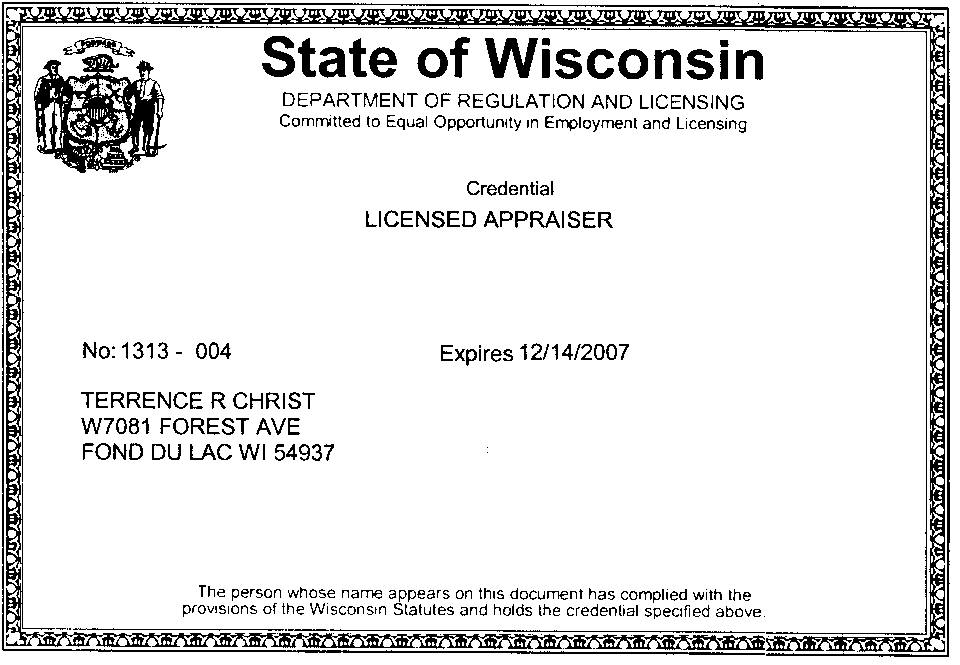 FORWARD
State of Wisconsin
DEPARTMENT OF REGULATION AND LICENSING
Committed to Equal Opportunity in Employment and Licensing
Credential
LICENSED APPRAISER
No: 1313 - 004 Expires 12/14/2007
TERRENCE R CHRIST
W7081 FOREST AVE
FOND DU LAC WI 54937
The person whose name appears on this document has complied with the
provisions of the Wisconsin Statutes and holds the credential specified above.